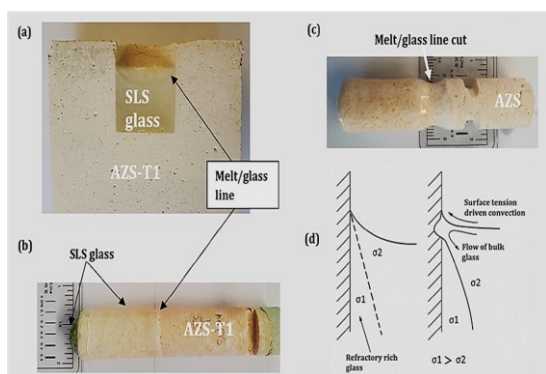 (a)
SLS
glass
AZS-T1
Melt/glass
line
(b)
SLS glass
AZS-T1
(c)
Melt/glass line cut
AZS
(d)
σ2
σ1
Refractory rich
glass
Surface tension
driven convection
Flow of bulk
glass
σ2
σ1
σ1 > σ2